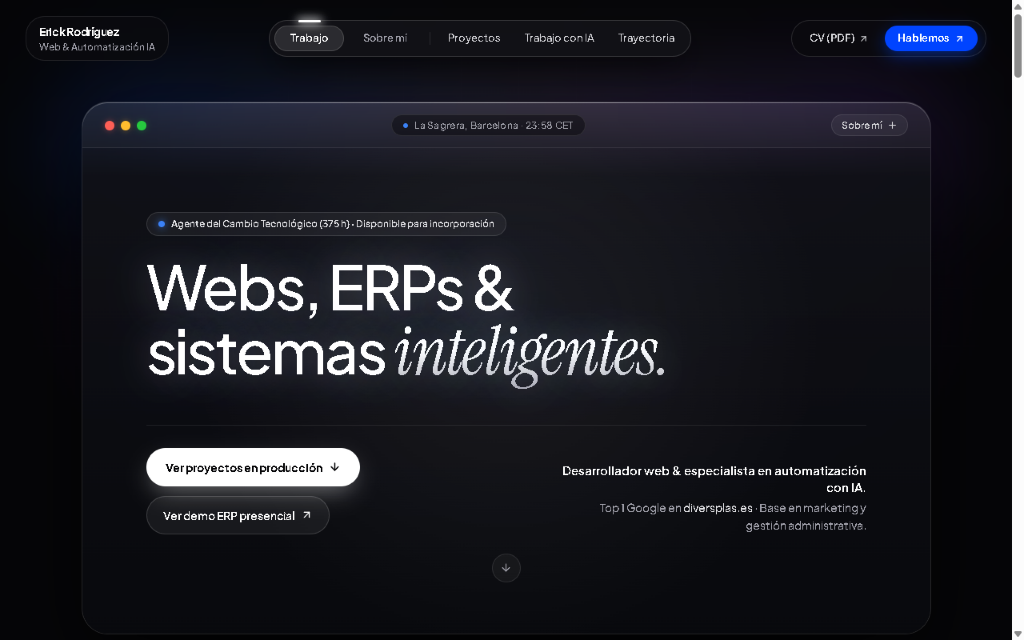 Erick Rodriguez
Web & Automatización IA
Trabajo
Sobre mí
Proyectos
Trabajo con IA
Trayectoria
CV (PDF) ↗
Hablemos ↗
La Sagrera, Barcelona · 23:58 CET
Sobre mí +
Agente del Cambio Tecnológico (375 h) · Disponible para incorporación
Webs, ERPs &
sistemas inteligentes.
Ver proyectos en producción ↓
Ver demo ERP presencial ↗
Desarrollador web & especialista en automatización
con IA.
Top 1 Google en diversplas.es · Base en marketing y
gestión administrativa.